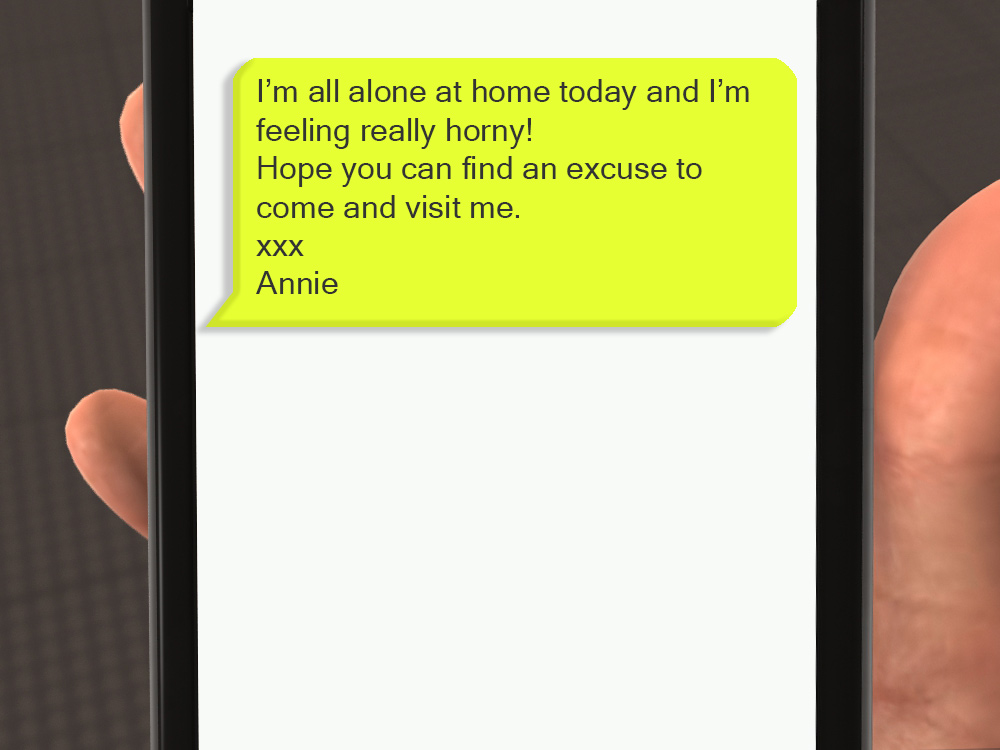 I’m all alone at home today and I’m
feeling really horny!
Hope you can find an excuse to
come and visit me.
xxx
Annie